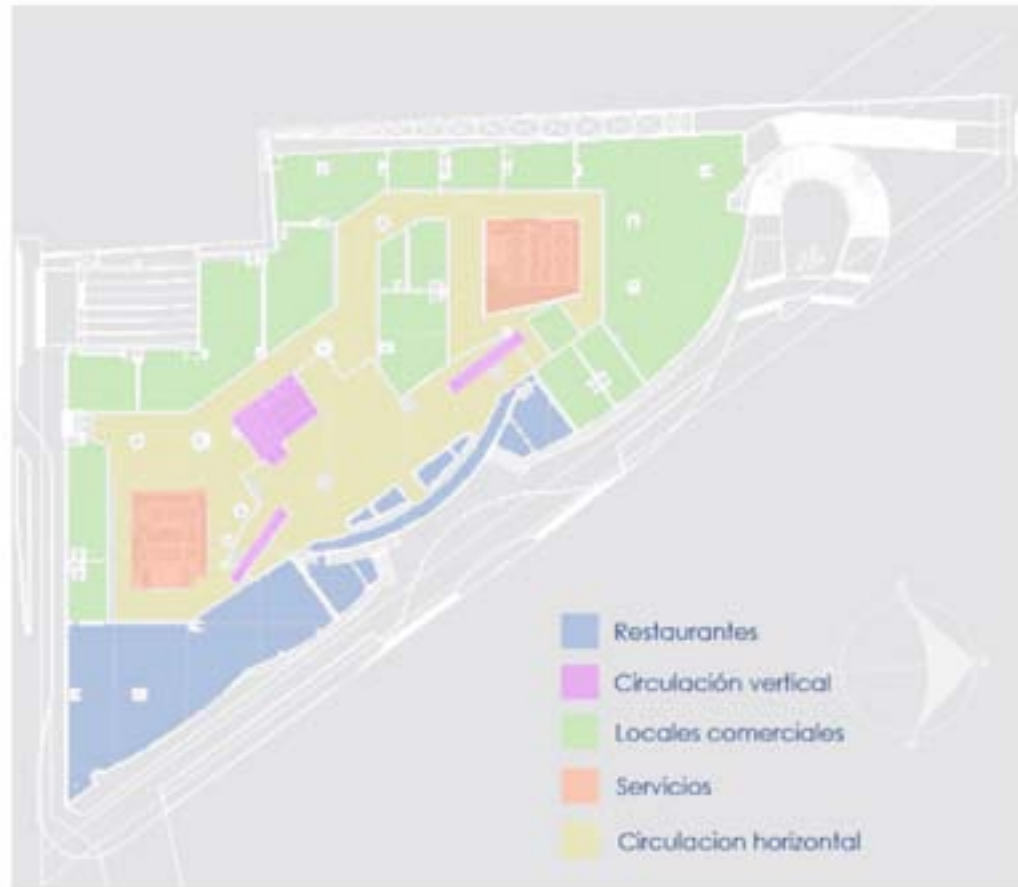 Restaurantes
Circulación vertical
Locales comerciales
Servicios
Circulacion horizontal